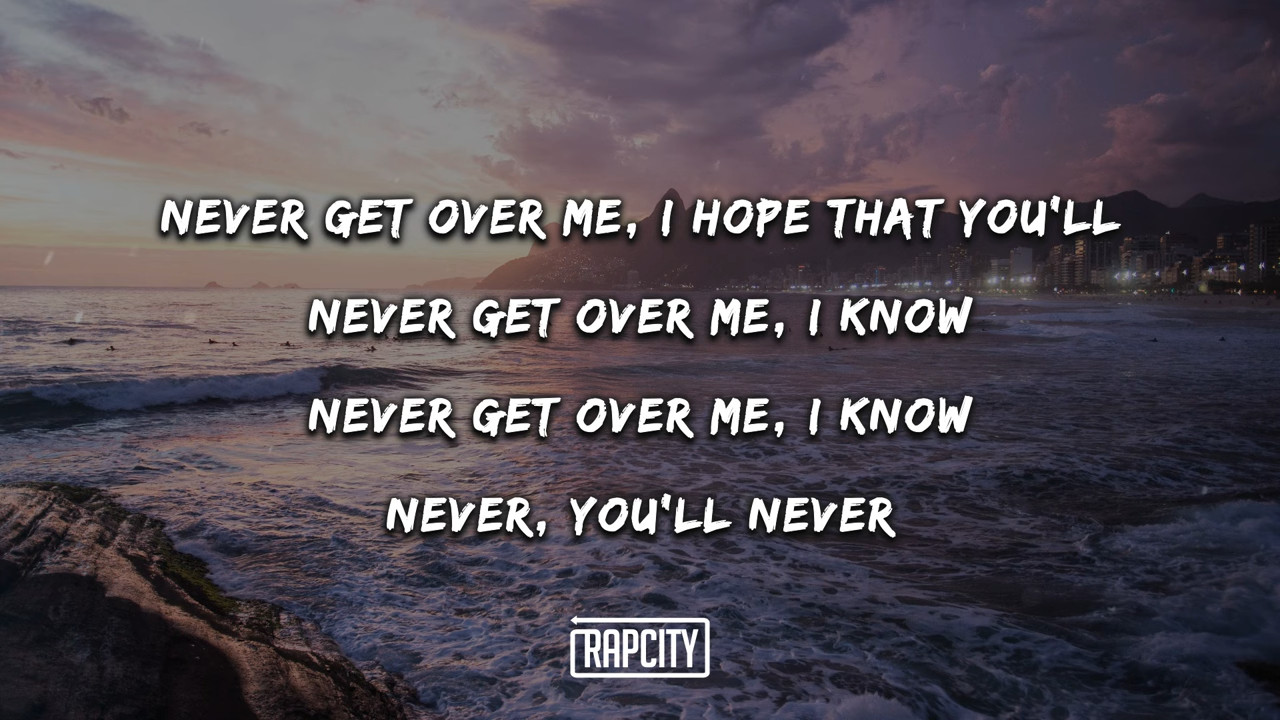 NEVER GET OVER ME, I HOPE THAT YOU'LL
NEVER GET OVER ME, I KNOW
NEVER GET OVER ME, I KNOW
NEVER, YOU'LL NEVER
RAPCITY